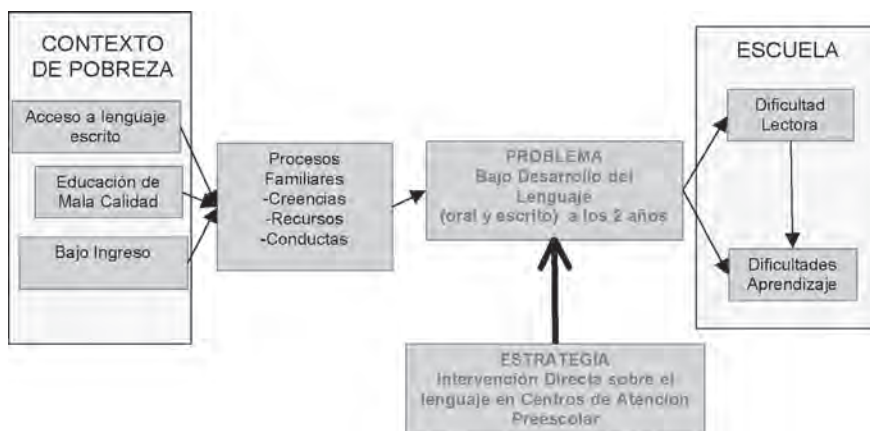 CONTEXTO
DE POBREZA
Acceso a lenguaje
escrito
Educación de
Mala Calidad
Bajo Ingreso
Procesos
Familiares
-Creencias
-Recursos
-Conductas
PROBLEMA
Bajo Desarrollo del
Lenguaje
(oral y escrito) a los 2 años
ESTRATEGIA
Intervención Directa sobre el
lenguaje en Centros de Atención
Preescolar
ESCUELA
Dificultad
Lectora
Dificultades
Aprendizaje